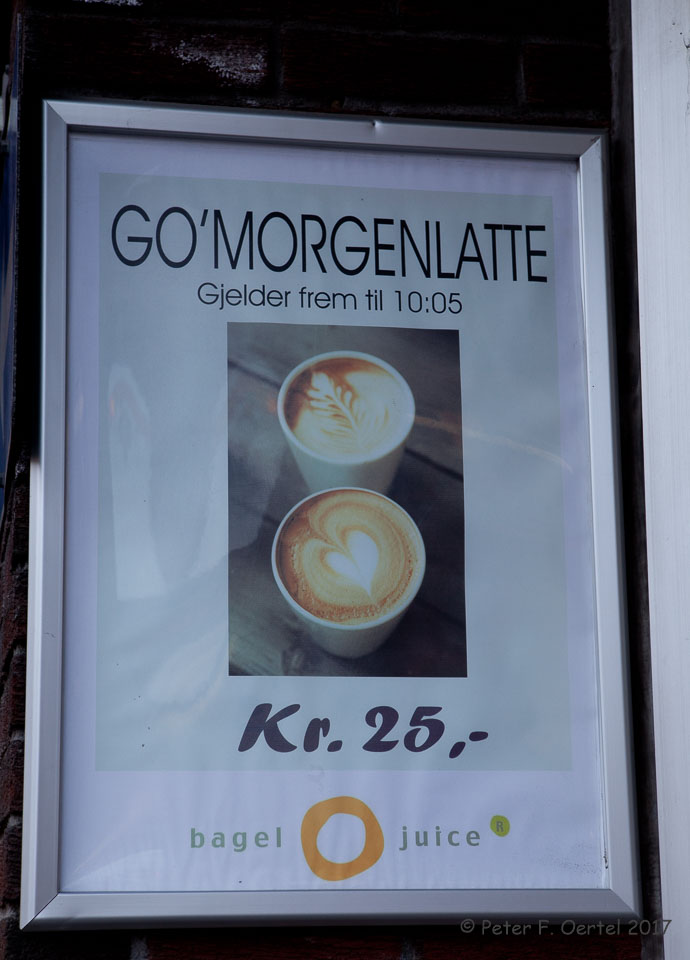 GO'MORGENLATTE
Gjelder frem til 10:05
Kr. 25,-
bagel juice R
© Peter F. Oertel 2017